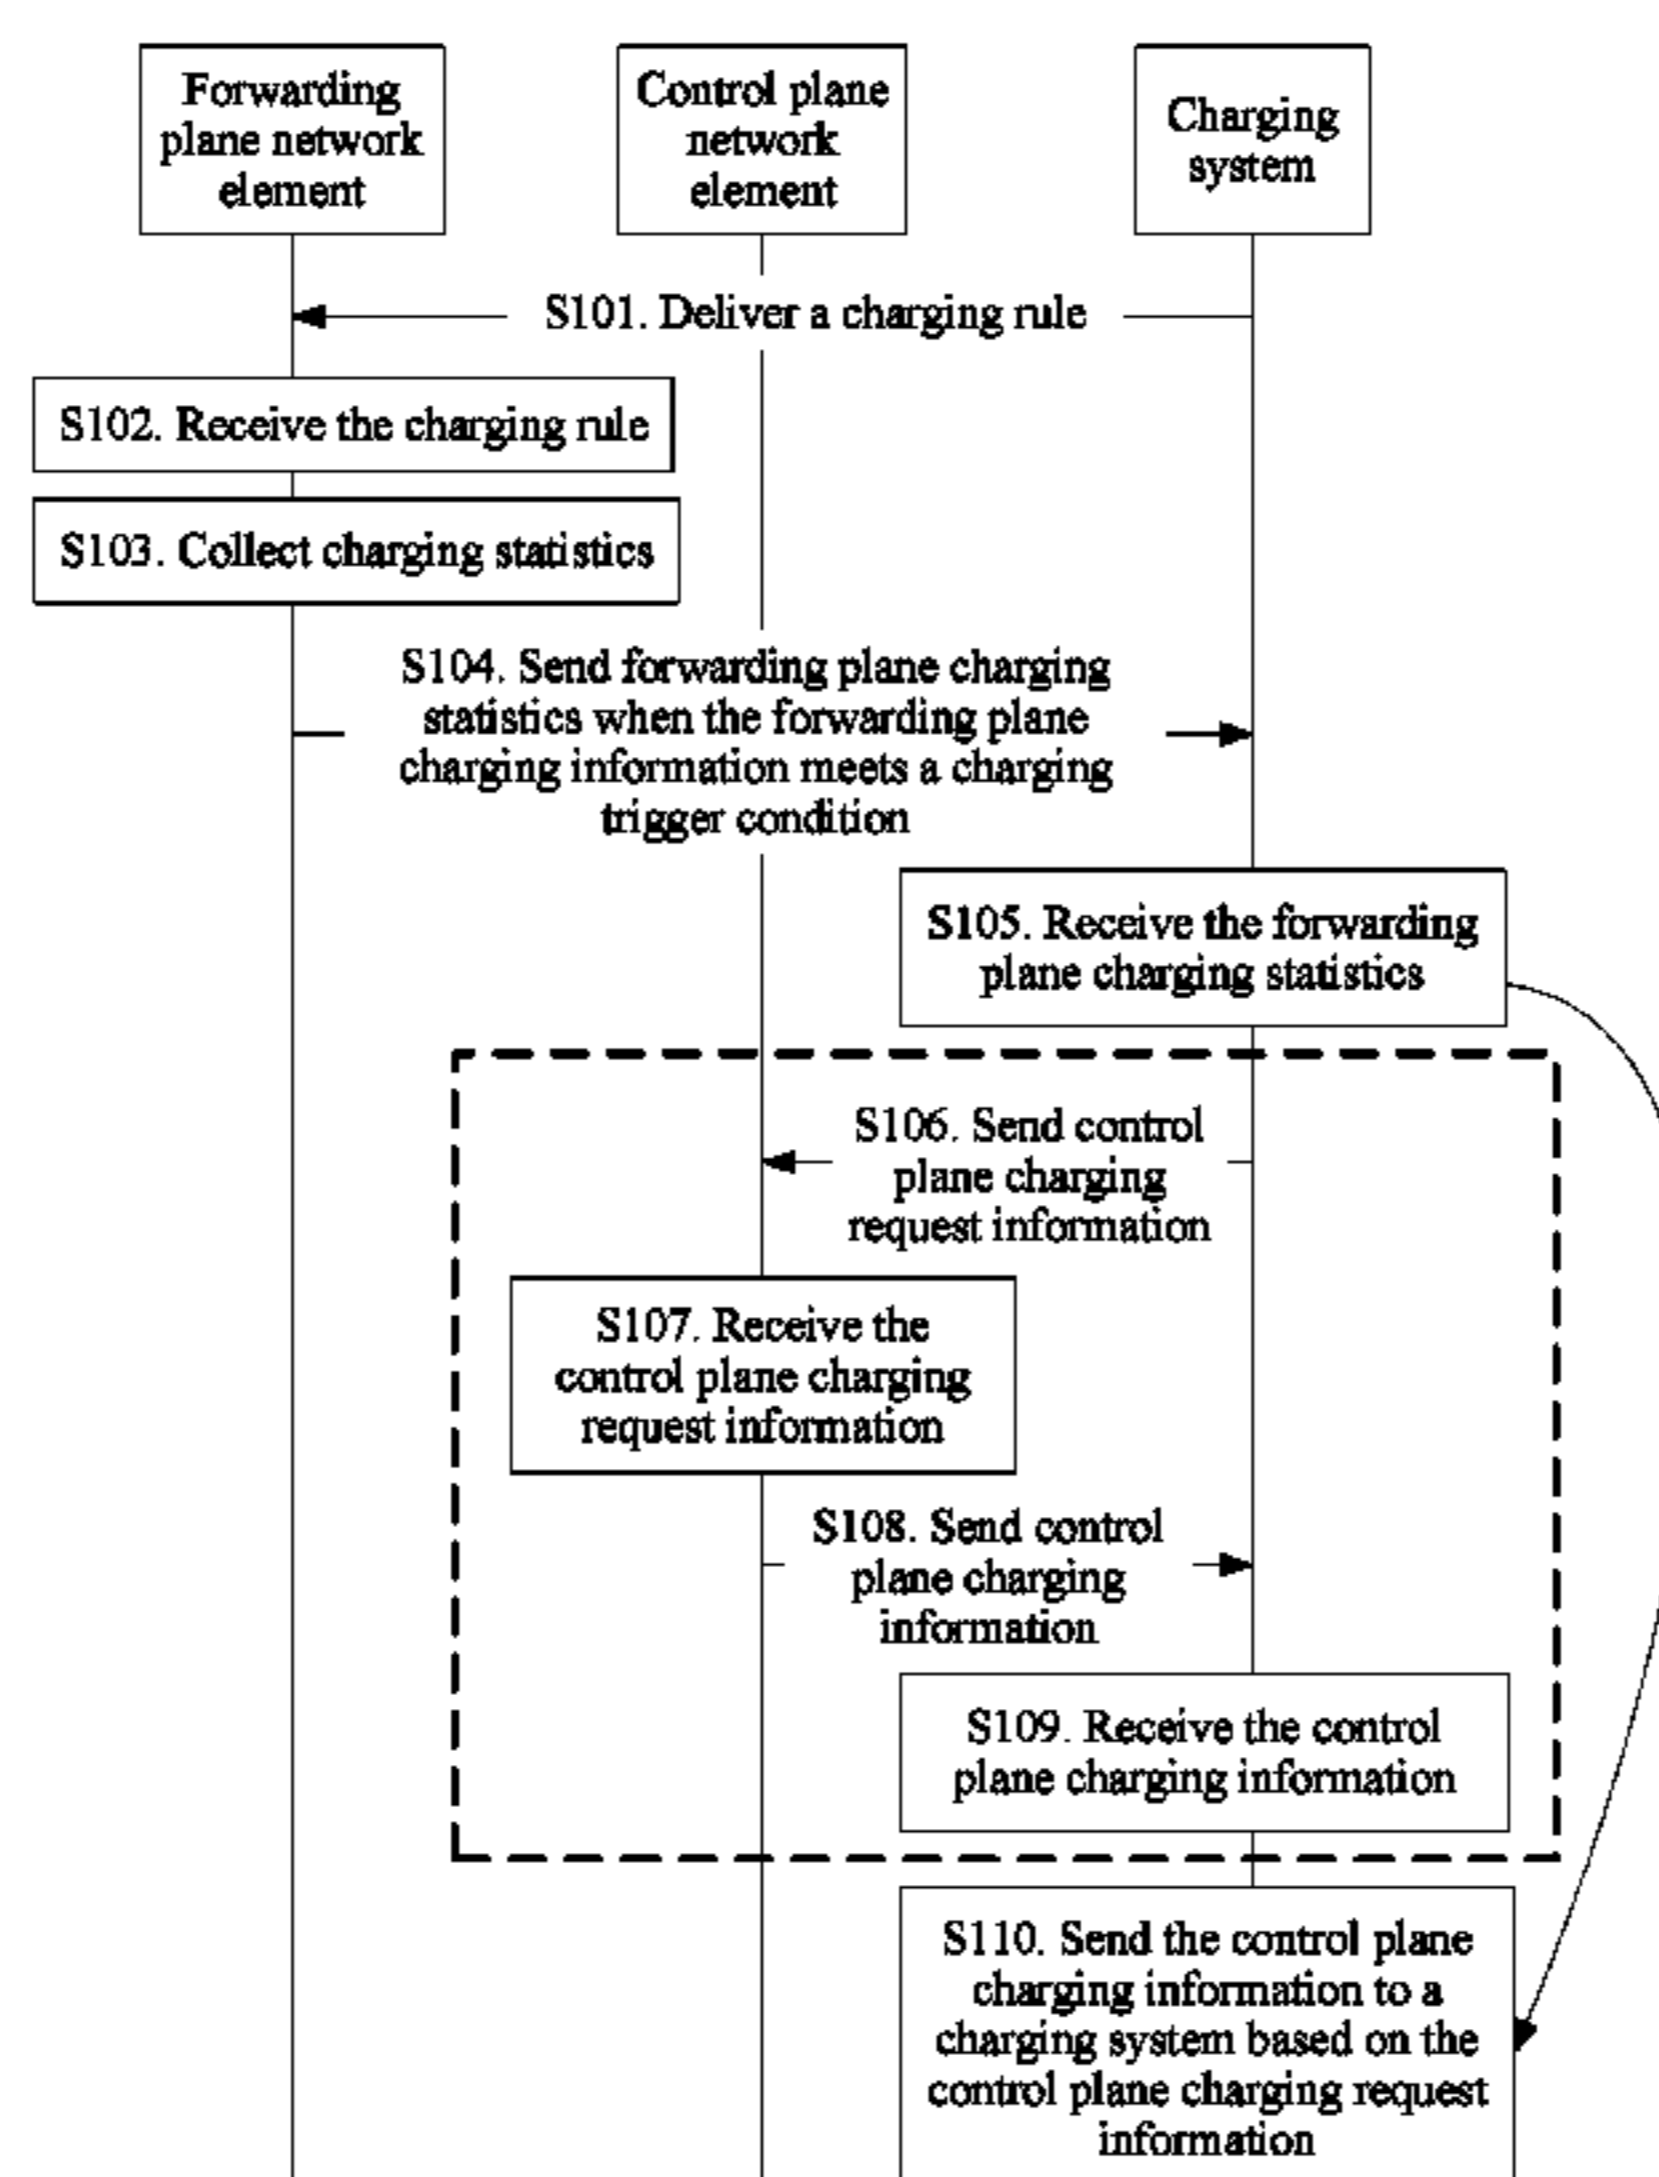 Forwarding
plane network
element
Control plane
network
element
Charging
system
S101. Deliver a charging rule
S102. Receive the charging rule
S103. Collect charging statistics
S104. Send forwarding plane charging
statistics when the forwarding plane
charging information meets a charging
trigger condition
S105. Receive the forwarding
plane charging statistics
S106. Send control
plane charging
request information
S107. Receive the
control plane charging
request information
S108. Send control
plane charging
information
S109. Receive the control
plane charging information
S110. Send the control plane
charging information to a
charging system based on the
control plane charging request
information